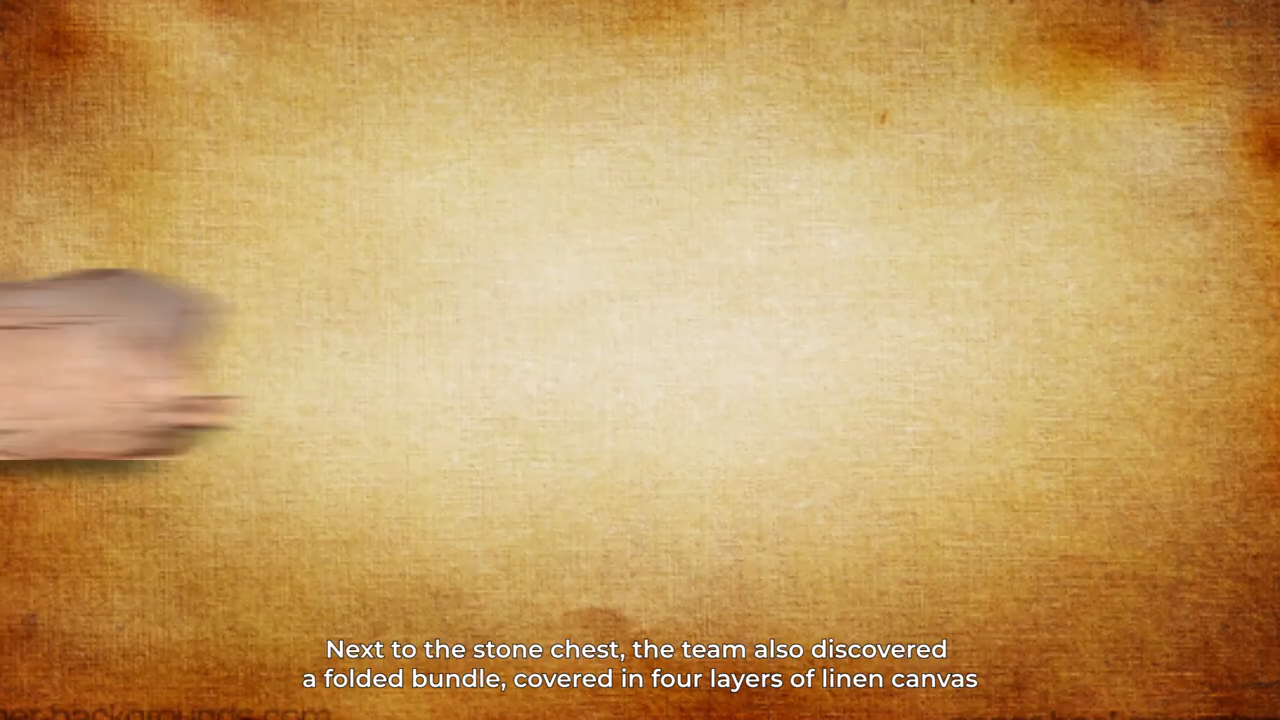 Next to the stone chest, the team also discovered
a folded bundle, covered in four layers of linen canvas